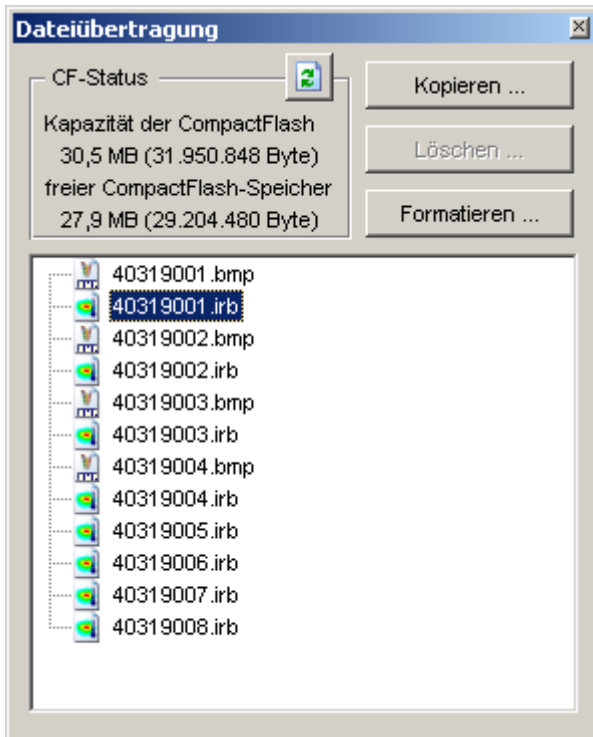 Dateiübertragung
CF-Status
Kapazität der CompactFlash
30,5 MB (31.950.848 Byte)
freier CompactFlash-Speicher
27,9 MB (29.204.480 Byte)
Kopieren ...
Löschen ...
Formatieren ...
40319001.bmp
40319001.irb
40319002.bmp
40319002.irb
40319003.bmp
40319003.irb
40319004.bmp
40319004.irb
40319005.irb
40319006.irb
40319007.irb
40319008.irb